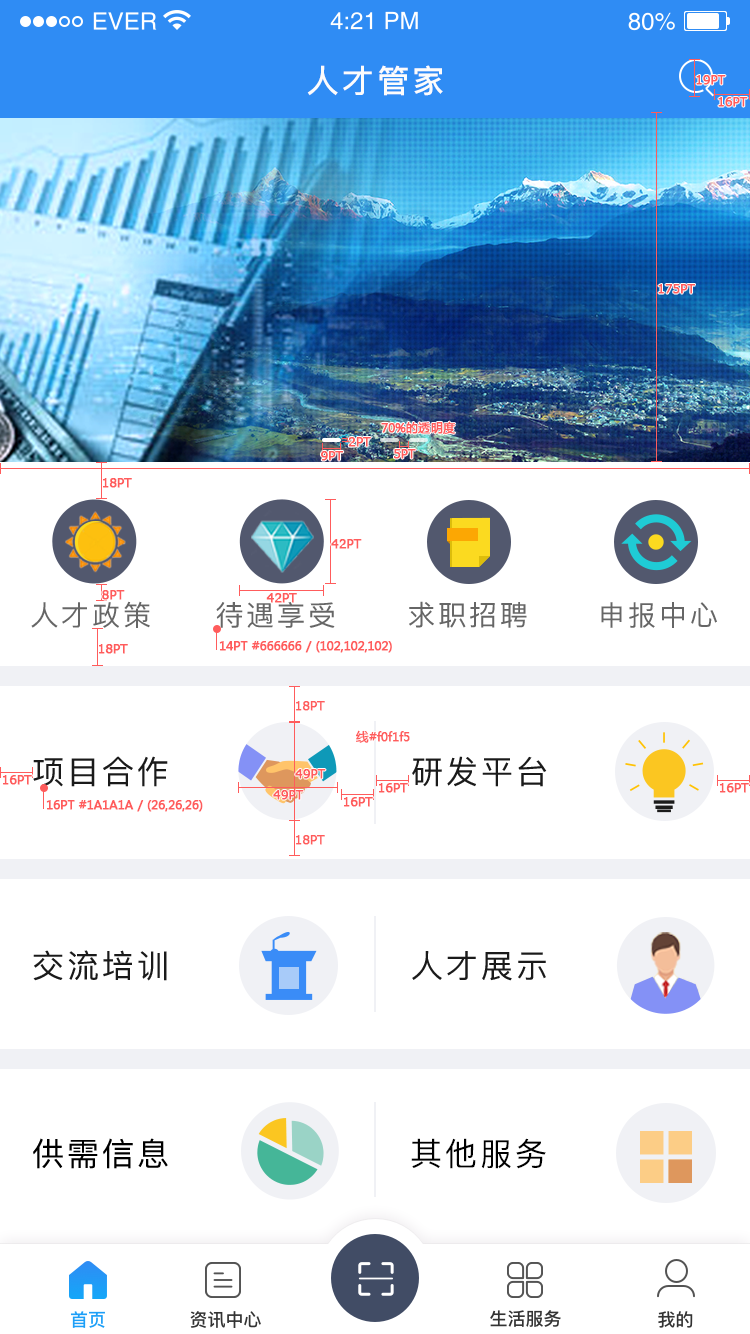 EVER 4:21 PM 80%
人才管家
19PT
16PT
175PT
70%的透明度
2PT
9PT
5PT
18PT
42PT
8PT
42PT
人才政策 待遇享受 求职招聘 申报中心
14PT #666666 / (102,102,102)
18PT
18PT
线#f0f1f5
项目合作 研发平台
16PT
49PT
49PT
16PT
16PT
16PT
16PT #1A1A1A / (26,26,26)
18PT
交流培训 人才展示
供需信息 其他服务
首页 资讯中心 生活服务 我的